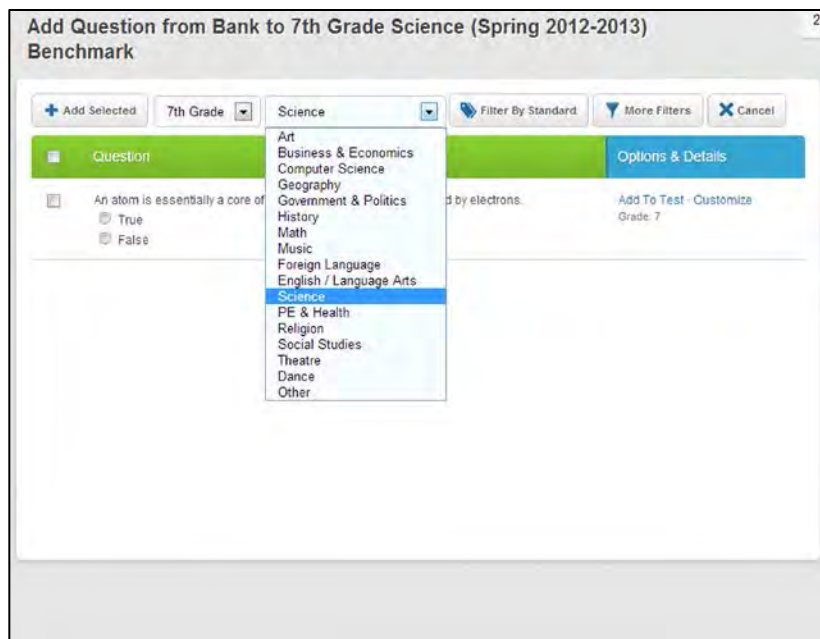 Add Question from Bank to 7th Grade Science (Spring 2012-2013)
Benchmark
2
Add Selected
7th Grade
Science
Filter By Standard
More Filters
Cancel
Question
Options & Details
Art
Business & Economics
Computer Science
Geography
Government & Politics
History
Math
Music
Foreign Language
English / Language Arts
Science
PE & Health
Religion
Social Studies
Theatre
Dance
Other
An atom is essentially a core of
d by electrons.
True
False
Add To Test - Customize
Grade: 7